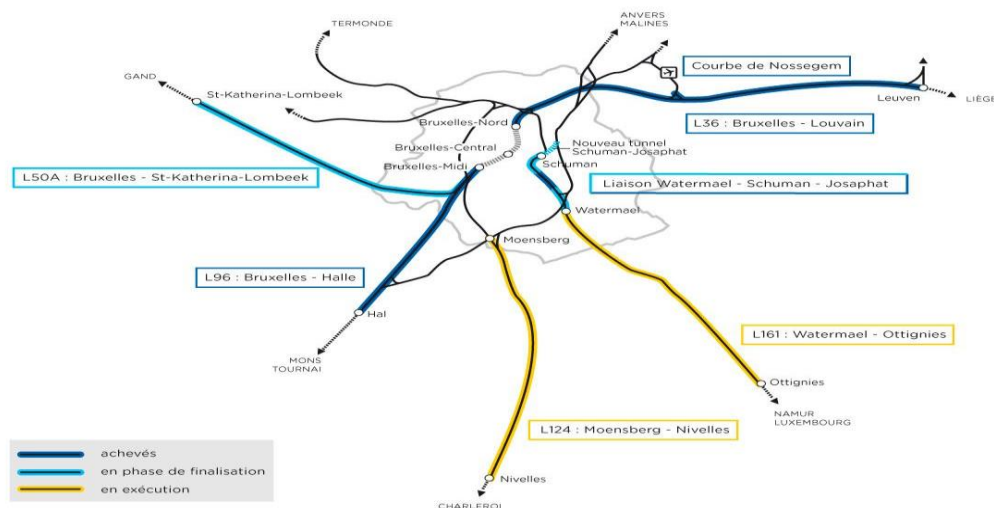 TERMONDE
ANVERS
MALINES
GAND
St-Katherina-Lombeek
Courbe de Nossegem
Leuven
LIÈGE
Bruxelles-Nord
L36 : Bruxelles - Louvain
Bruxelles-Central
Nouveau tunnel
Schuman-Josaphat
Bruxelles-Midi
Schuman
L50A : Bruxelles - St-Katherina-Lombeek
Liaison Watermael - Schuman - Josaphat
Watermael
Moensberg
L96 : Bruxelles - Halle
Hal
L161 : Watermael - Ottignies
MONS
TOURNAI
Ottignies
NAMUR
LUXEMBOURG
L124 : Moensberg - Nivelles
achevés
en phase de finalisation
en exécution
Nivelles
CHARLEROI